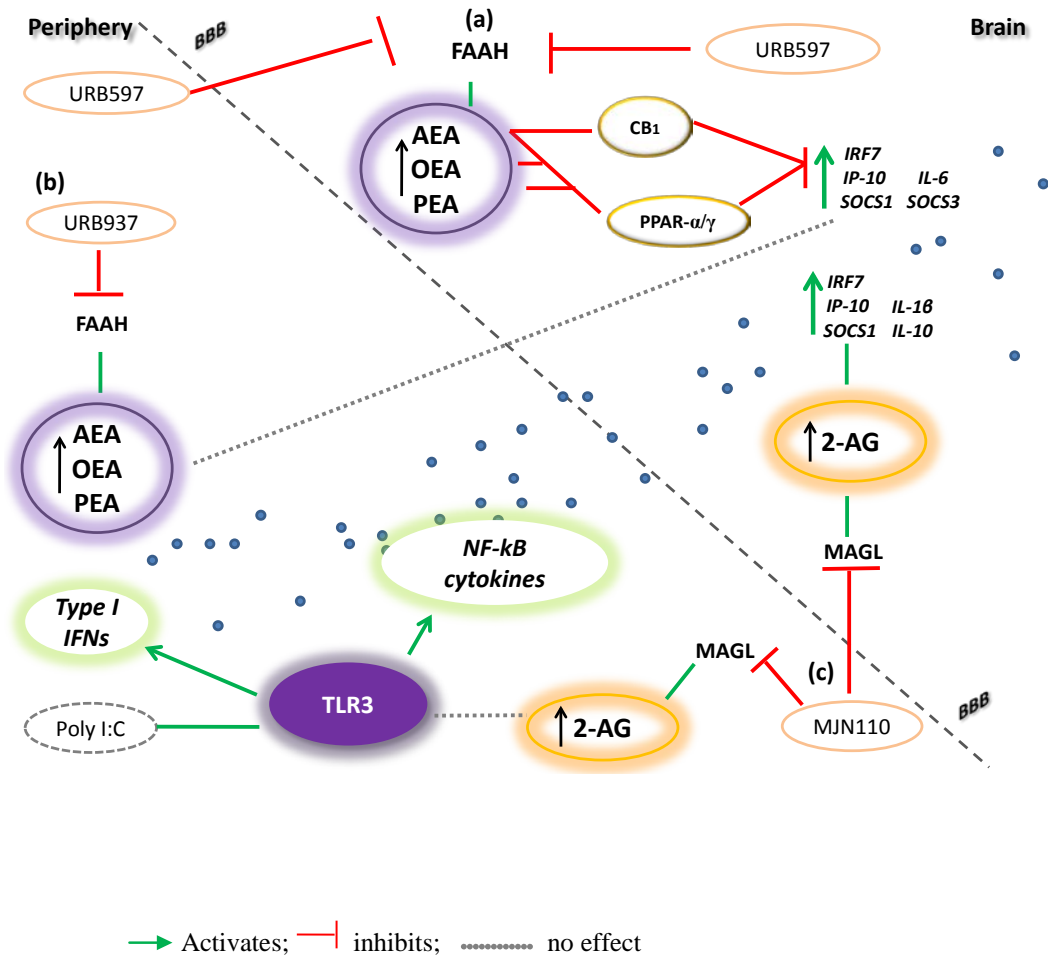 Periphery
BBB
(a)
Brain
FAAH
URB597
URB597
AEA
OEA
PEA
CB1
PPAR-α/γ
IRF7
IP-10 IL-6
SOCS1 SOCS3
(b)
URB937
FAAH
AEA
OEA
PEA
IRF7
IP-10 IL-1β
SOCS1 IL-10
2-AG
MAGL
NF-kB
cytokines
Type I
IFNs
TLR3
Poly I:C
MAGL
2-AG
(c)
MJN110
BBB
Activates; inhibits; no effect